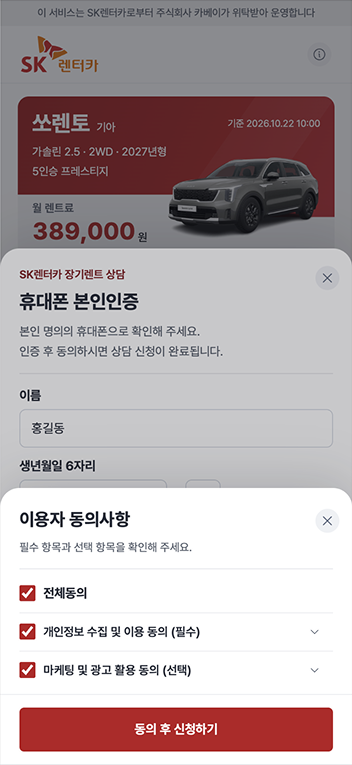 이 서비스는 SK렌터카로부터 주식회사 카베이가 위탁받아 운영합니다
SK 렌터카
쏘렌토 기아
기준 2026.10.22 10:00
가솔린 2.5 · 2WD · 2027년형
5인승 프레스티지
월 렌트료
389,000 원
SK렌터카 장기렌트 상담
휴대폰 본인인증
본인 명의의 휴대폰으로 확인해 주세요.
인증 후 동의하시면 상담 신청이 완료됩니다.
이름
홍길동
생년월일 6자리
이용자 동의사항
필수 항목과 선택 항목을 확인해 주세요.
전체동의
개인정보 수집 및 이용 동의 (필수)
마케팅 및 광고 활용 동의 (선택)
동의 후 신청하기